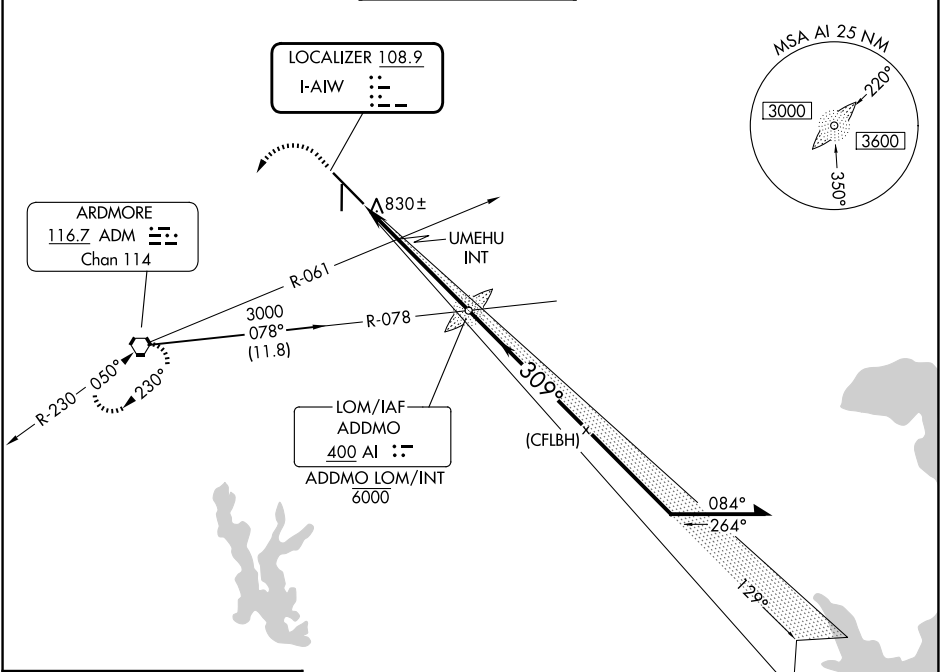 MSA AI 25 NM
220°
3000
3600
350°
LOCALIZER 108.9
I-AIW
830±
ARDMORE
116.7 ADM
Chan 114
UMEHU
INT
R-061
3000
078°
(11.8)
R-078
R-230
050°
230°
309°
LOM/IAF
ADDMO
400 AI
ADDMO LOM/INT
6000
(CFLBH)
084°
264°
129°